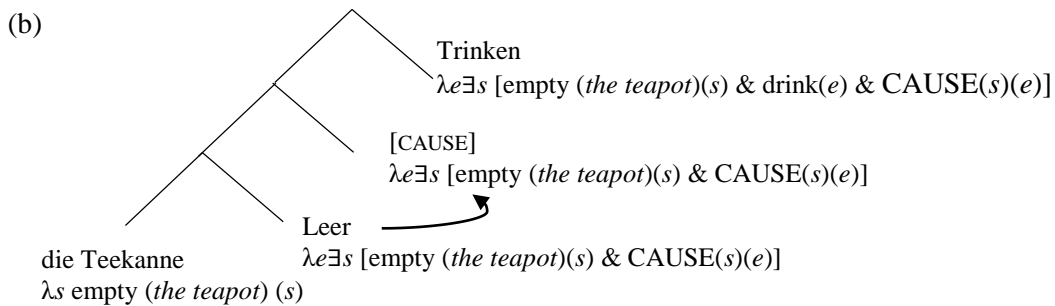 (b)
Trinken
λe∃s [empty (the teapot)(s) & drink(e) & CAUSE(s)(e)]
[CAUSE]
λe∃s [empty (the teapot)(s) & CAUSE(s)(e)]
Leer
λe∃s [empty (the teapot)(s) & CAUSE(s)(e)]
die Teekanne
λs empty (the teapot) (s)